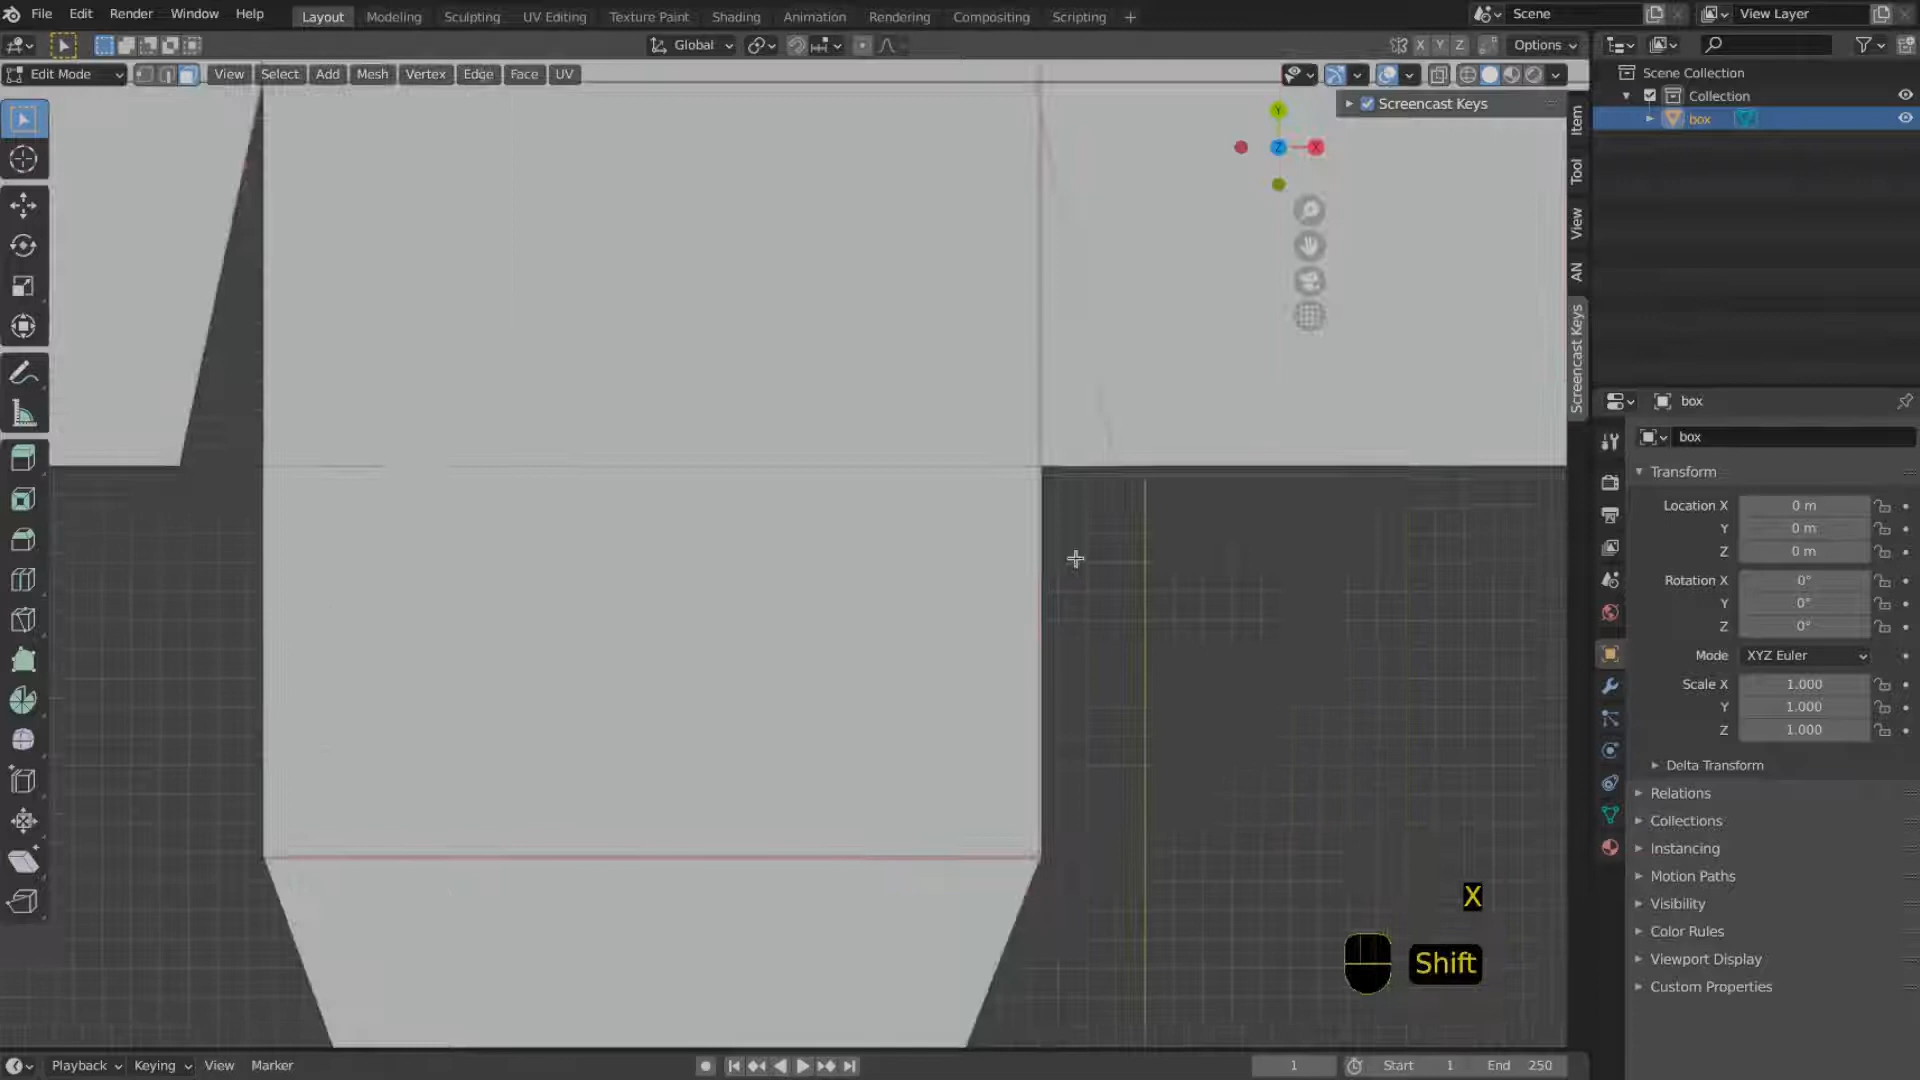 File Edit Render Window Help Layout Modeling Sculpting UV Editing Texture Paint Shading Animation Rendering Compositing Scripting + Scene View Layer
Global X Y Z Options
Edit Mode View Select Add Mesh Vertex Edge Face UV
Scene Collection
Collection
box
Screencast Keys
Y
Z X
Item
Tool
View
AN
Screencast Keys
box
box
Transform
Location X 0 m
Y 0 m
Z 0 m
Rotation X 0°
Y 0°
Z 0°
Mode XYZ Euler
Scale X 1.000
Y 1.000
Z 1.000
Delta Transform
Relations
Collections
Instancing
Motion Paths
Visibility
Color Rules
Viewport Display
Custom Properties
X
Shift
Playback Keying View Marker 1 Start 1 End 250